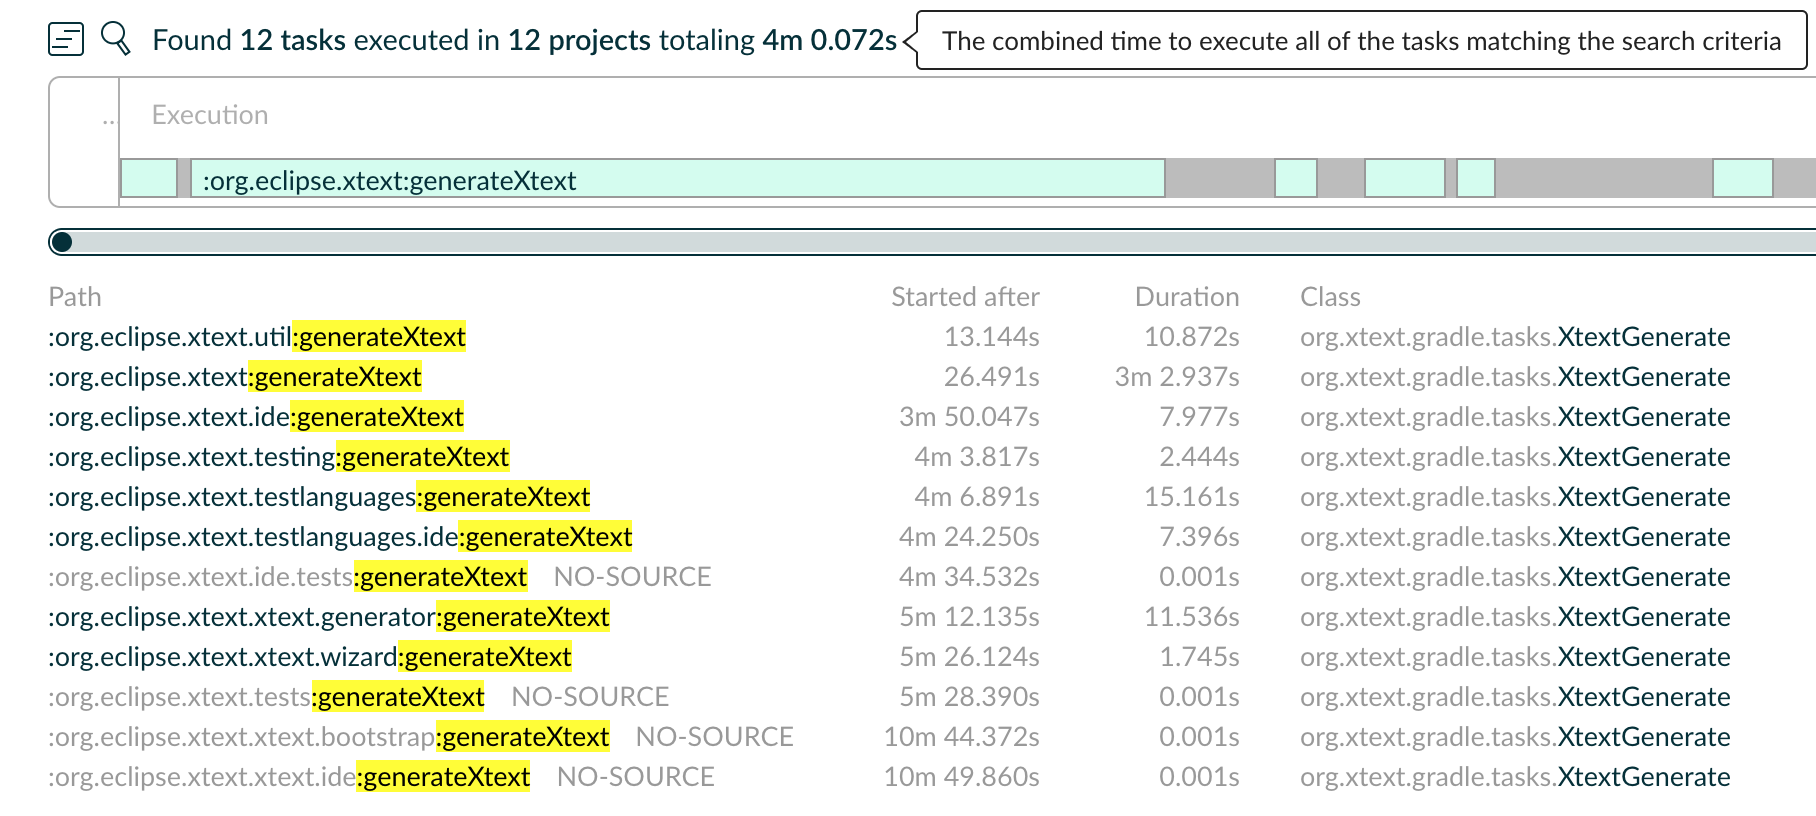 Found 12 tasks executed in 12 projects totaling 4m 0.072s
The combined time to execute all of the tasks matching the search criteria
... Execution
:org.eclipse.xtext:generateXtext
Path Started after Duration Class
:org.eclipse.xtext.util:generateXtext 13.144s 10.872s org.xtext.gradle.tasks.XtextGenerate
:org.eclipse.xtext:generateXtext 26.491s 3m 2.937s org.xtext.gradle.tasks.XtextGenerate
:org.eclipse.xtext.ide:generateXtext 3m 50.047s 7.977s org.xtext.gradle.tasks.XtextGenerate
:org.eclipse.xtext.testing:generateXtext 4m 3.817s 2.444s org.xtext.gradle.tasks.XtextGenerate
:org.eclipse.xtext.testlanguages:generateXtext 4m 6.891s 15.161s org.xtext.gradle.tasks.XtextGenerate
:org.eclipse.xtext.testlanguages.ide:generateXtext 4m 24.250s 7.396s org.xtext.gradle.tasks.XtextGenerate
:org.eclipse.xtext.ide.tests:generateXtext NO-SOURCE 4m 34.532s 0.001s org.xtext.gradle.tasks.XtextGenerate
:org.eclipse.xtext.xtext.generator:generateXtext 5m 12.135s 11.536s org.xtext.gradle.tasks.XtextGenerate
:org.eclipse.xtext.xtext.wizard:generateXtext 5m 26.124s 1.745s org.xtext.gradle.tasks.XtextGenerate
:org.eclipse.xtext.tests:generateXtext NO-SOURCE 5m 28.390s 0.001s org.xtext.gradle.tasks.XtextGenerate
:org.eclipse.xtext.xtext.bootstrap:generateXtext NO-SOURCE 10m 44.372s 0.001s org.xtext.gradle.tasks.XtextGenerate
:org.eclipse.xtext.xtext.ide:generateXtext NO-SOURCE 10m 49.860s 0.001s org.xtext.gradle.tasks.XtextGenerate